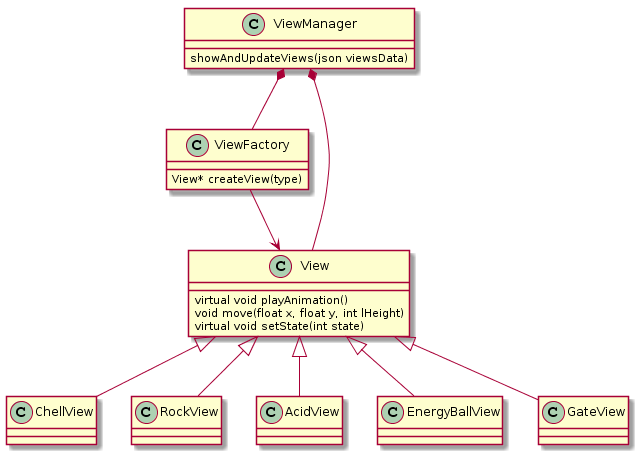 C ViewManager
showAndUpdateViews(json viewsData)
C ViewFactory
View* createView(type)
C View
virtual void playAnimation()
void move(float x, float y, int lHeight)
virtual void setState(int state)
C ChellView
C RockView
C AcidView
C EnergyBallView
C GateView